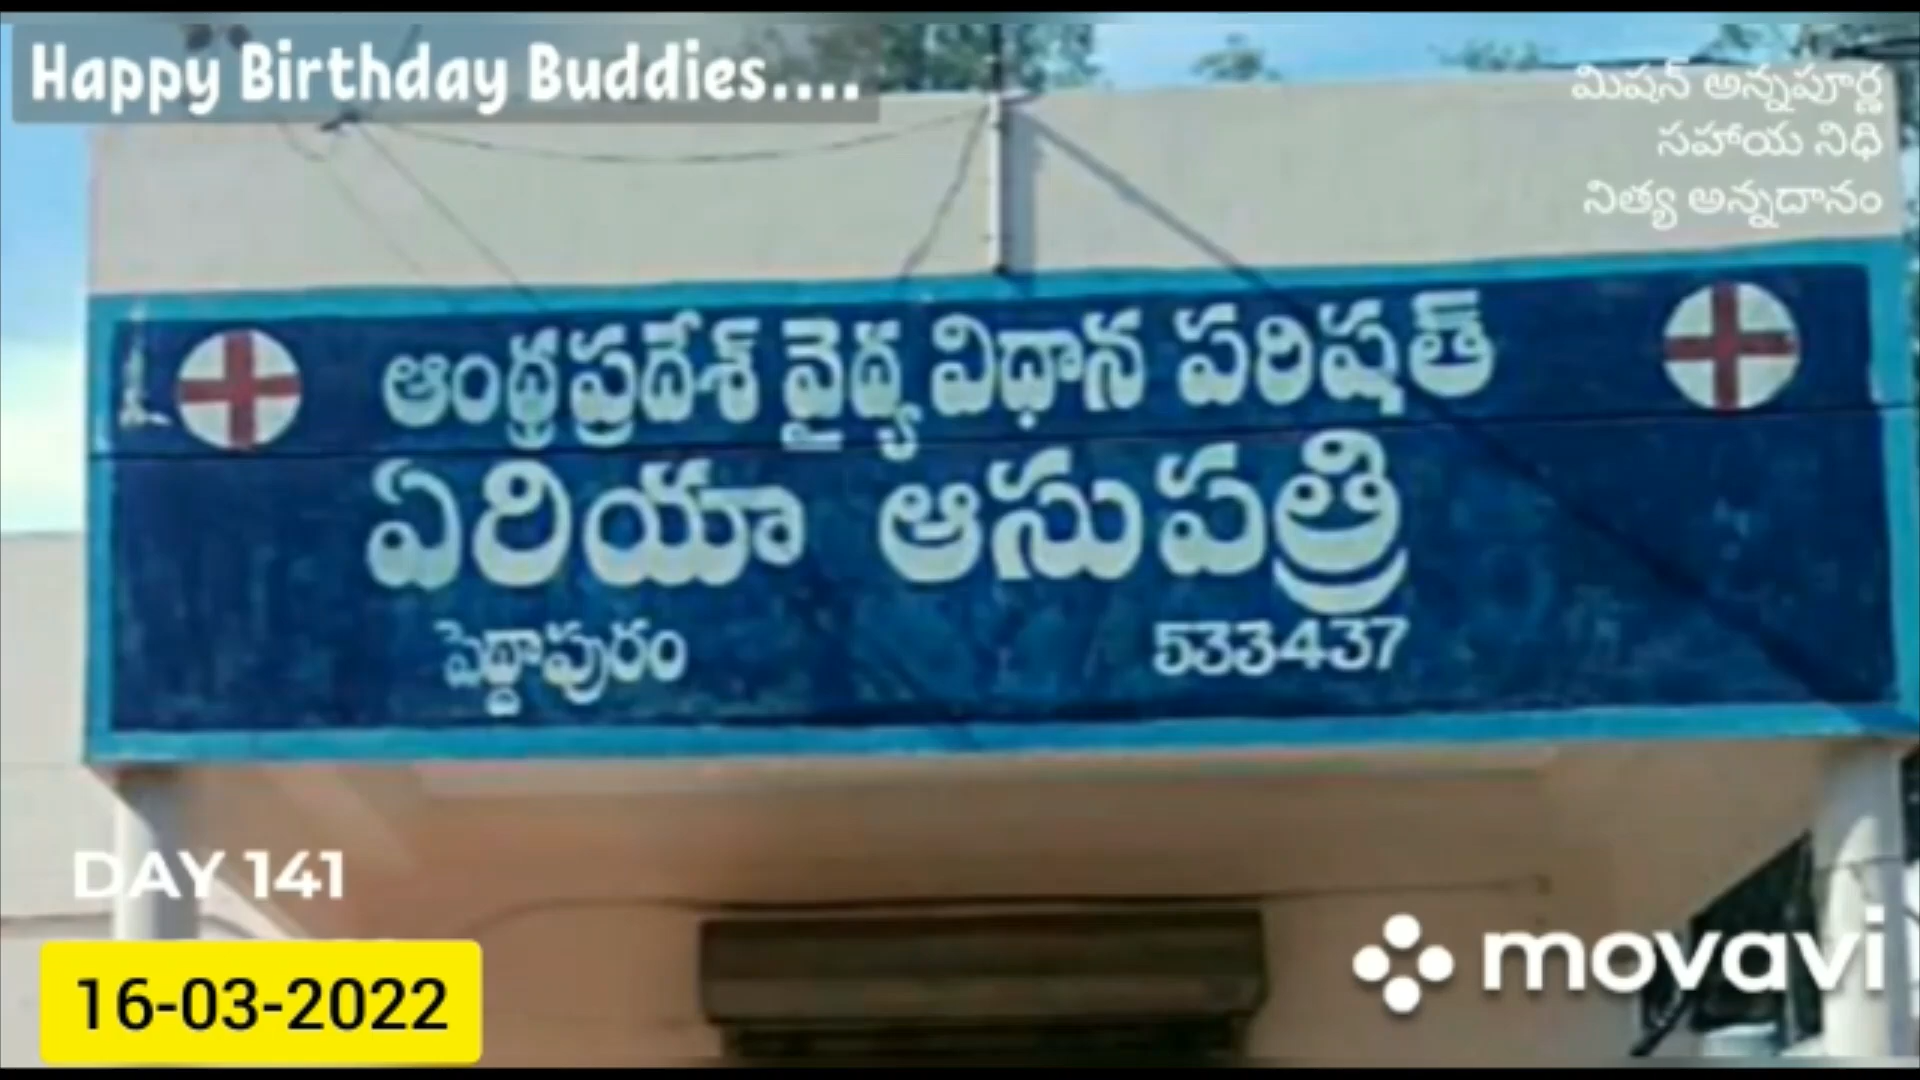 Happy Birthday Buddies....
మిషన్ అన్నపూర్ణ
సహాయ నిధి
నిత్య అన్నదానం
ఆంధ్రప్రదేశ్ వైద్య విధాన పరిషత్
ఏరియా ఆసుపత్రి
పెద్దాపురం 533437
DAY 141
16-03-2022
movavi